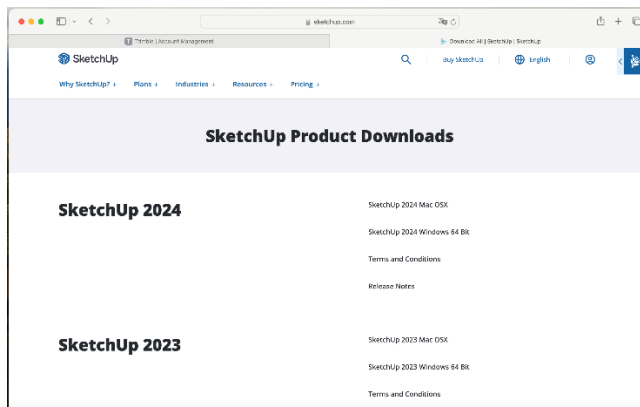 sketchup.com
Trimble | Account Management
Download All | SketchUp | SketchUp
SketchUp
Buy SketchUp
English
Why SketchUp?
Plans
Industries
Resources
Pricing
SketchUp Product Downloads
SketchUp 2024
SketchUp 2024 Mac OSX
SketchUp 2024 Windows 64 Bit
Terms and Conditions
Release Notes
SketchUp 2023
SketchUp 2023 Mac OSX
SketchUp 2023 Windows 64 Bit
Terms and Conditions